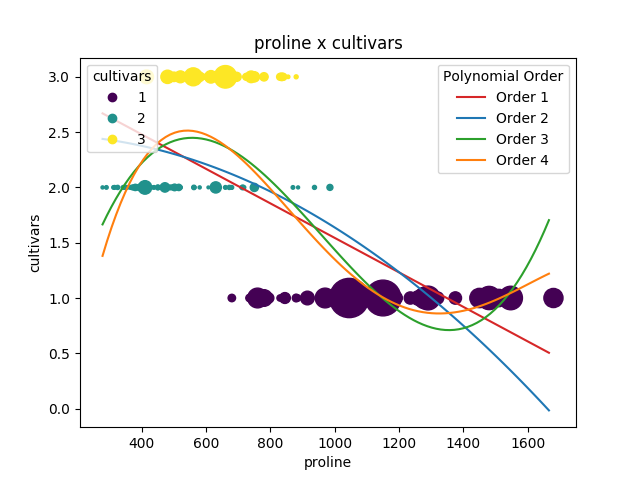 proline x cultivars
cultivars
1
2
3
Polynomial Order
Order 1
Order 2
Order 3
Order 4
3.0
2.5
2.0
1.5
1.0
0.5
0.0
cultivars
400 600 800 1000 1200 1400 1600
proline